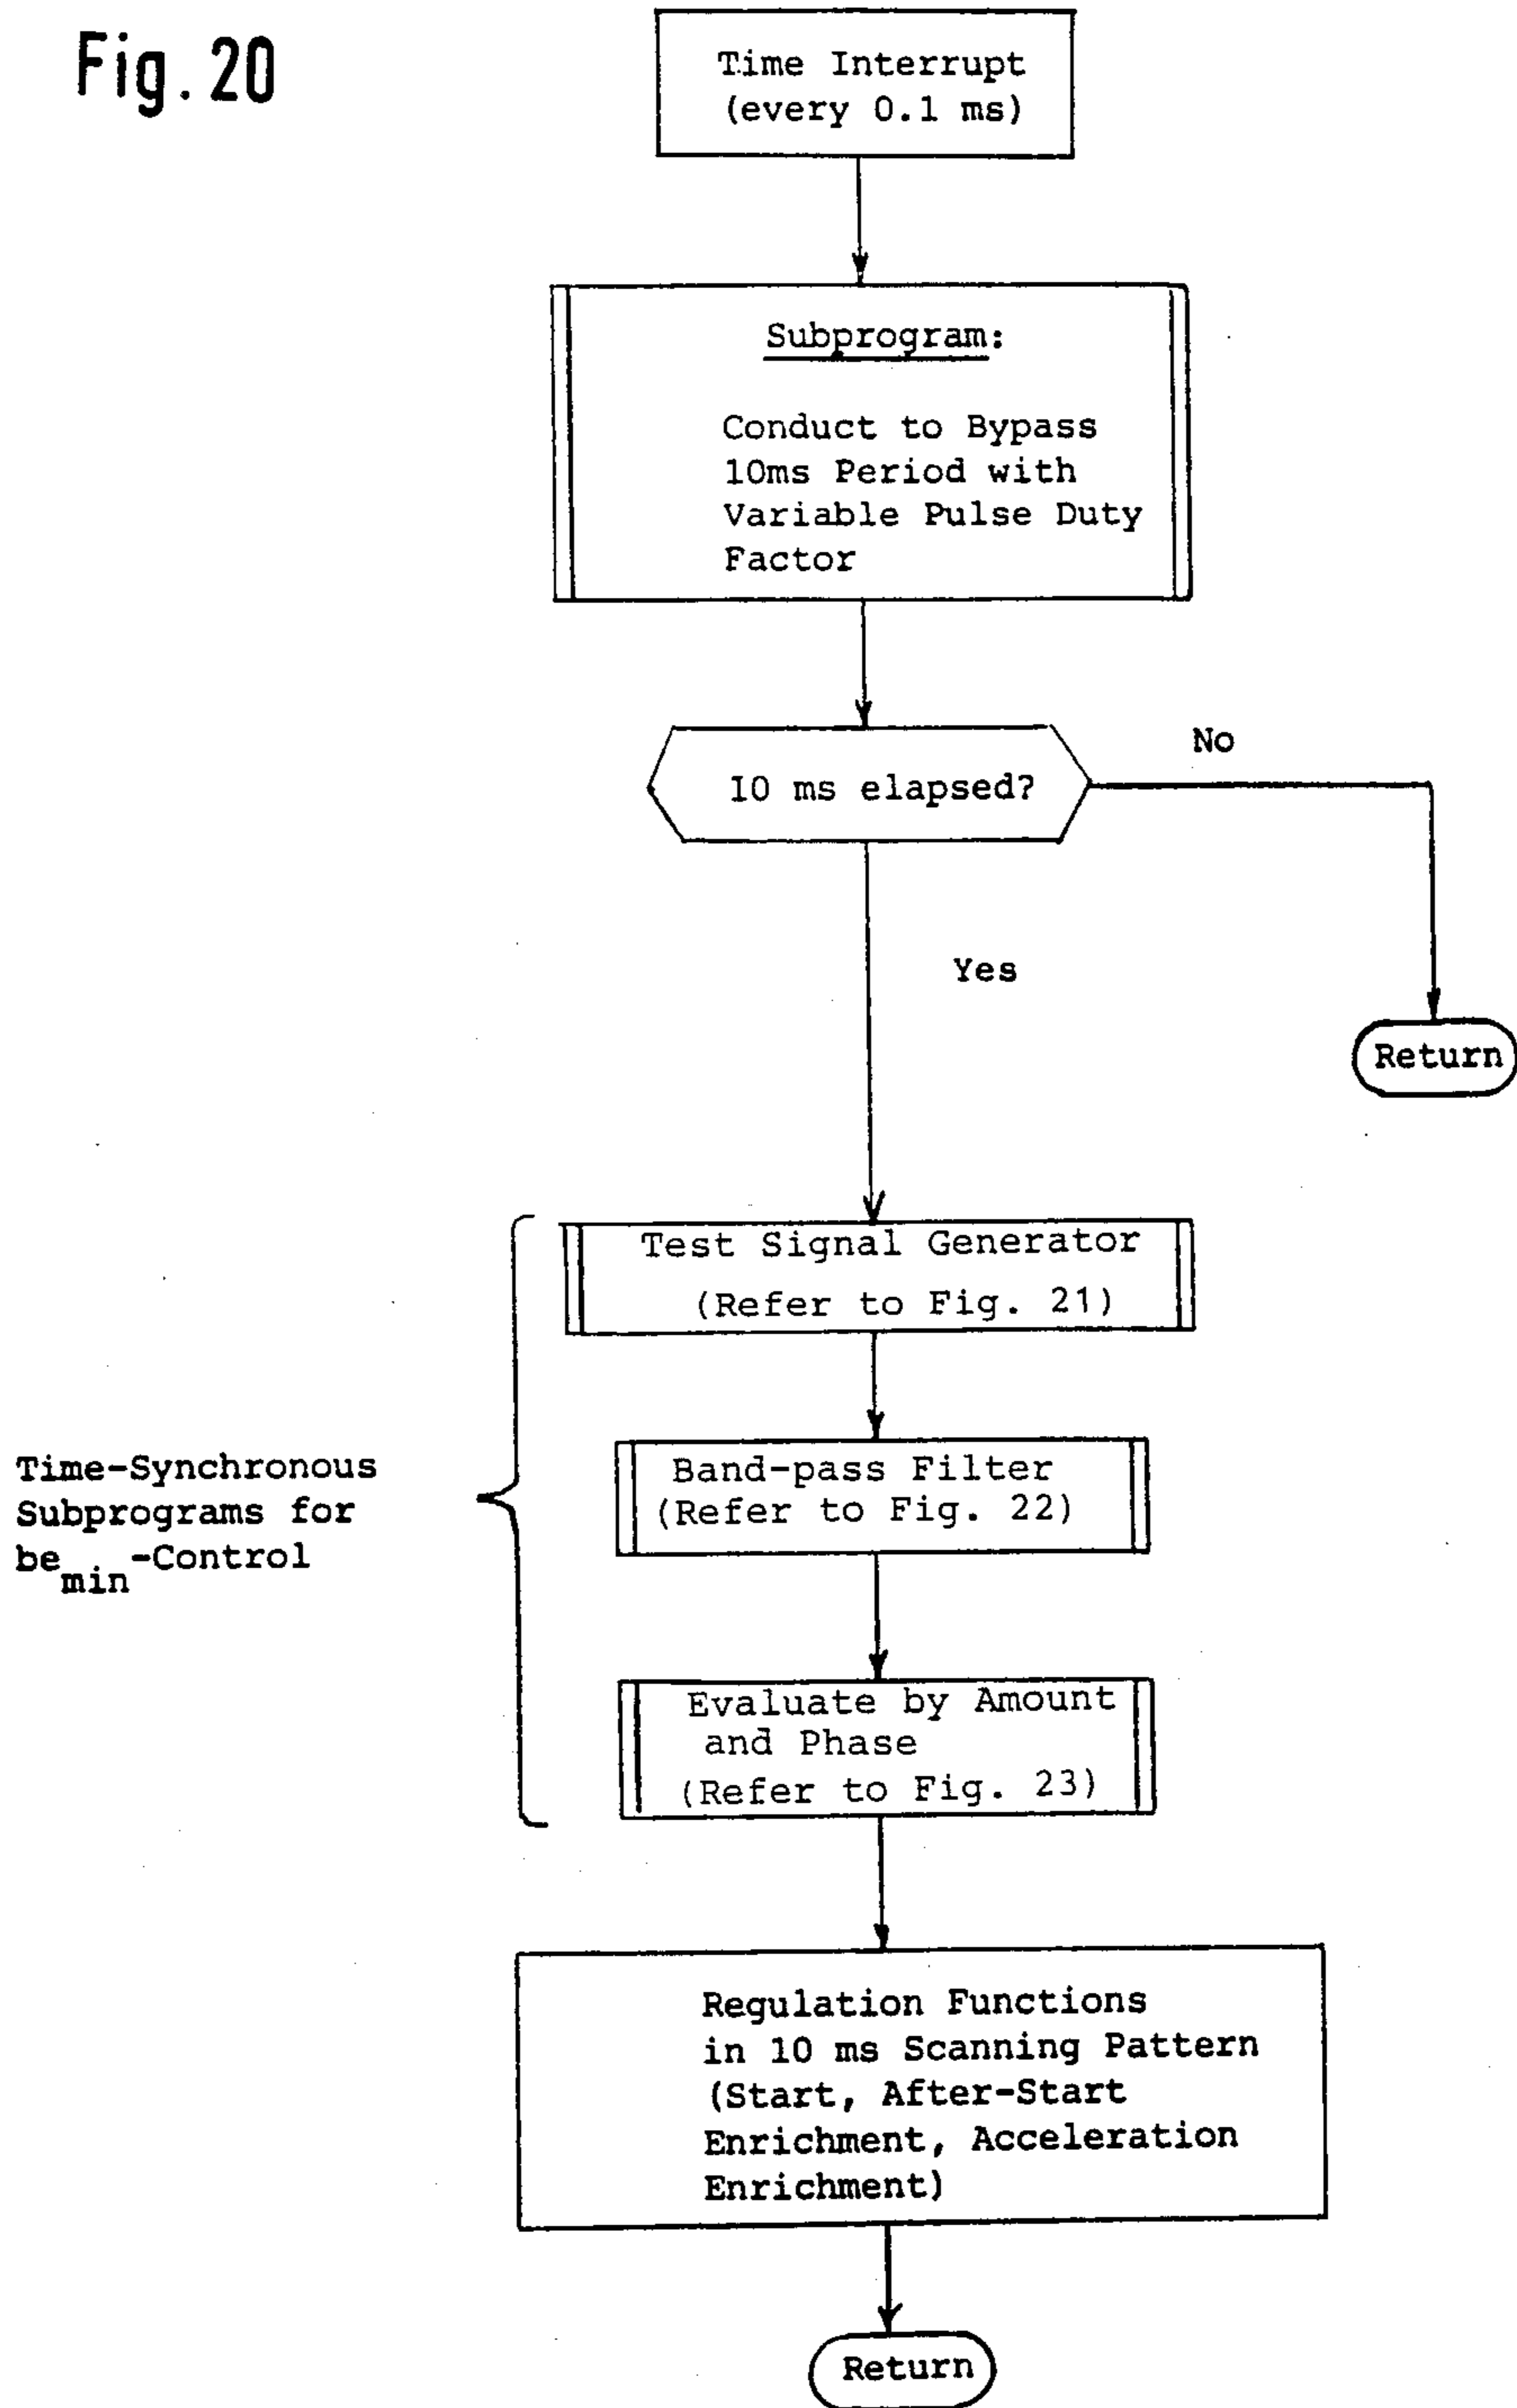 Fig. 20
Time Interrupt
(every 0.1 ms)
Subprogram:
Conduct to Bypass
10ms Period with
Variable Pulse Duty
Factor
10 ms elapsed?
No
Yes
Return
Test Signal Generator
(Refer to Fig. 21)
Band-pass Filter
(Refer to Fig. 22)
Time-Synchronous
Subprograms for
be_min-Control
Evaluate by Amount
and Phase
(Refer to Fig. 23)
Regulation Functions
in 10 ms Scanning Pattern
(Start, After-Start
Enrichment, Acceleration
Enrichment)
Return